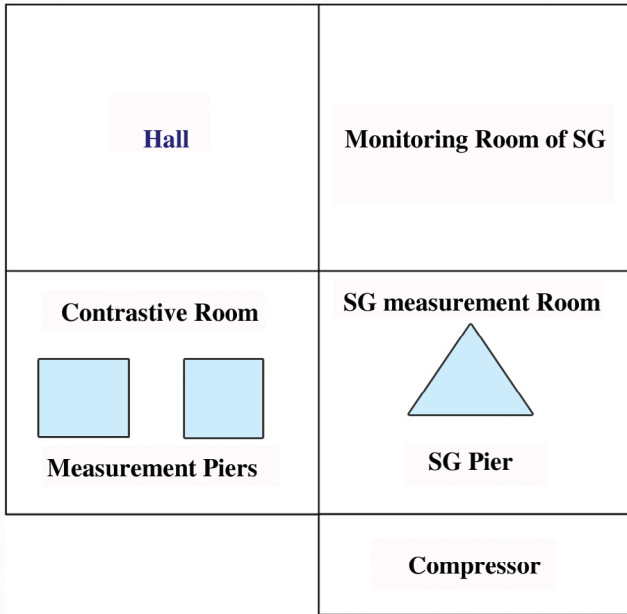 Hall
Monitoring Room of SG
Contrastive Room
SG measurement Room
Measurement Piers
SG Pier
Compressor